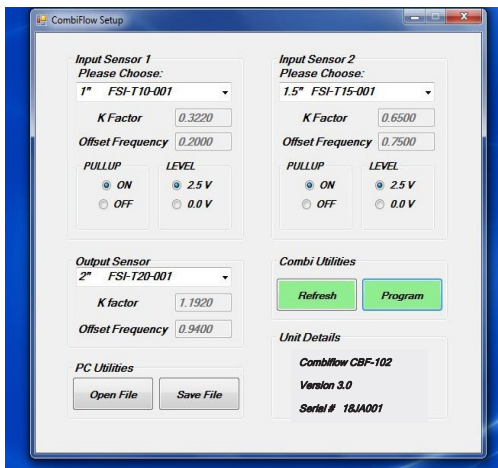 CombiFlow Setup
Input Sensor 1
Please Choose:
1" FSI-T10-001
K Factor 0.3220
Offset Frequency 0.2000
PULLUP LEVEL
ON 2.5 V
OFF 0.0 V
Input Sensor 2
Please Choose:
1.5" FSI-T15-001
K Factor 0.6500
Offset Frequency 0.7500
PULLUP LEVEL
ON 2.5 V
OFF 0.0 V
Output Sensor
2" FSI-T20-001
K factor 1.1920
Offset Frequency 0.9400
Combi Utilities
Refresh Program
PC Utilities
Open File Save File
Unit Details
Combiflow CBF-102
Version 3.0
Serial # 18JA001